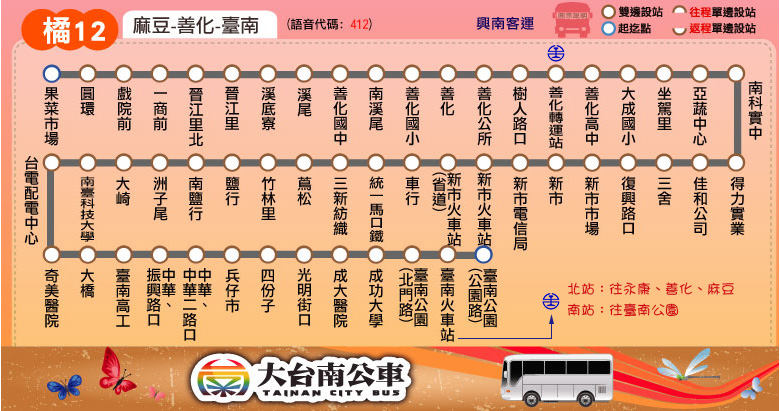 橘12
麻豆-善化-臺南
(語音代碼: 412)
興南客運
雙邊設站
往程單邊設站
起迄點
返程單邊設站
果菜市場
圓環
戲院前
一商前
晉江里北
晉江里
溪底寮
溪尾
善化國中
南溪尾
善化國小
善化
善化公所
樹人路口
善化轉運站
善化高中
大成國小
坐駕里
亞蔬中心
南科實中
得力實業
佳和公司
三舍
復興路口
新市市場
新市
新市電信局
新市火車站
新市火車站(省道)
車行
統一馬口鐵
三新紡織
蔦松
竹林里
鹽行
南鹽行
洲子尾
大崎
南臺科技大學
台電配電中心
奇美醫院
大橋
臺南高工
中華、振興路口
中華、中華二路口
兵仔市
四份子
光明街口
成大醫院
成功大學
臺南公園(北門路)
臺南火車站
臺南公園(公園路)
北站：往永康、善化、麻豆
南站：往臺南公園
大台南公車
TAINAN CITY BUS